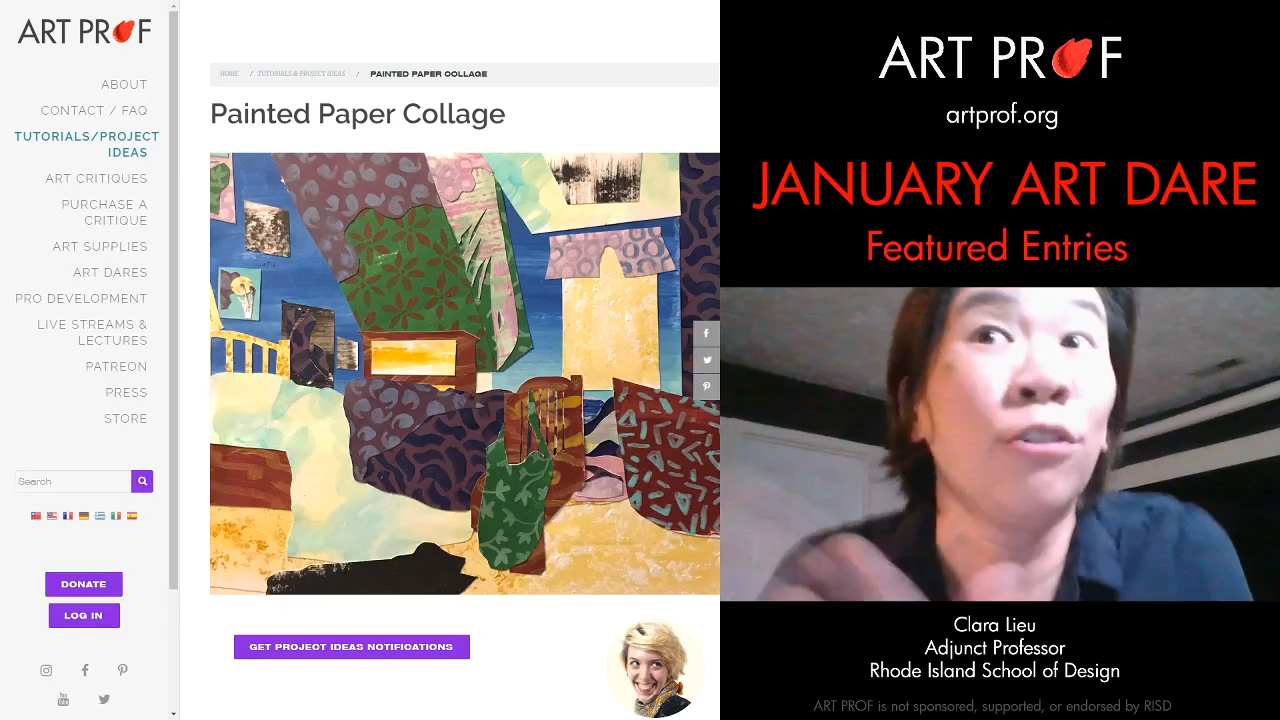 ART PROF
ABOUT
CONTACT / FAQ
TUTORIALS/PROJECT
IDEAS
ART CRITIQUES
PURCHASE A
CRITIQUE
ART SUPPLIES
ART DARES
PRO DEVELOPMENT
LIVE STREAMS &
LECTURES
PATREON
PRESS
STORE
Search
DONATE
LOG IN
HOME / TUTORIALS & PROJECT IDEAS / PAINTED PAPER COLLAGE
Painted Paper Collage
GET PROJECT IDEAS NOTIFICATIONS
ART PROF
artprof.org
JANUARY ART DARE
Featured Entries
Clara Lieu
Adjunct Professor
Rhode Island School of Design
ART PROF is not sponsored, supported, or endorsed by RISD